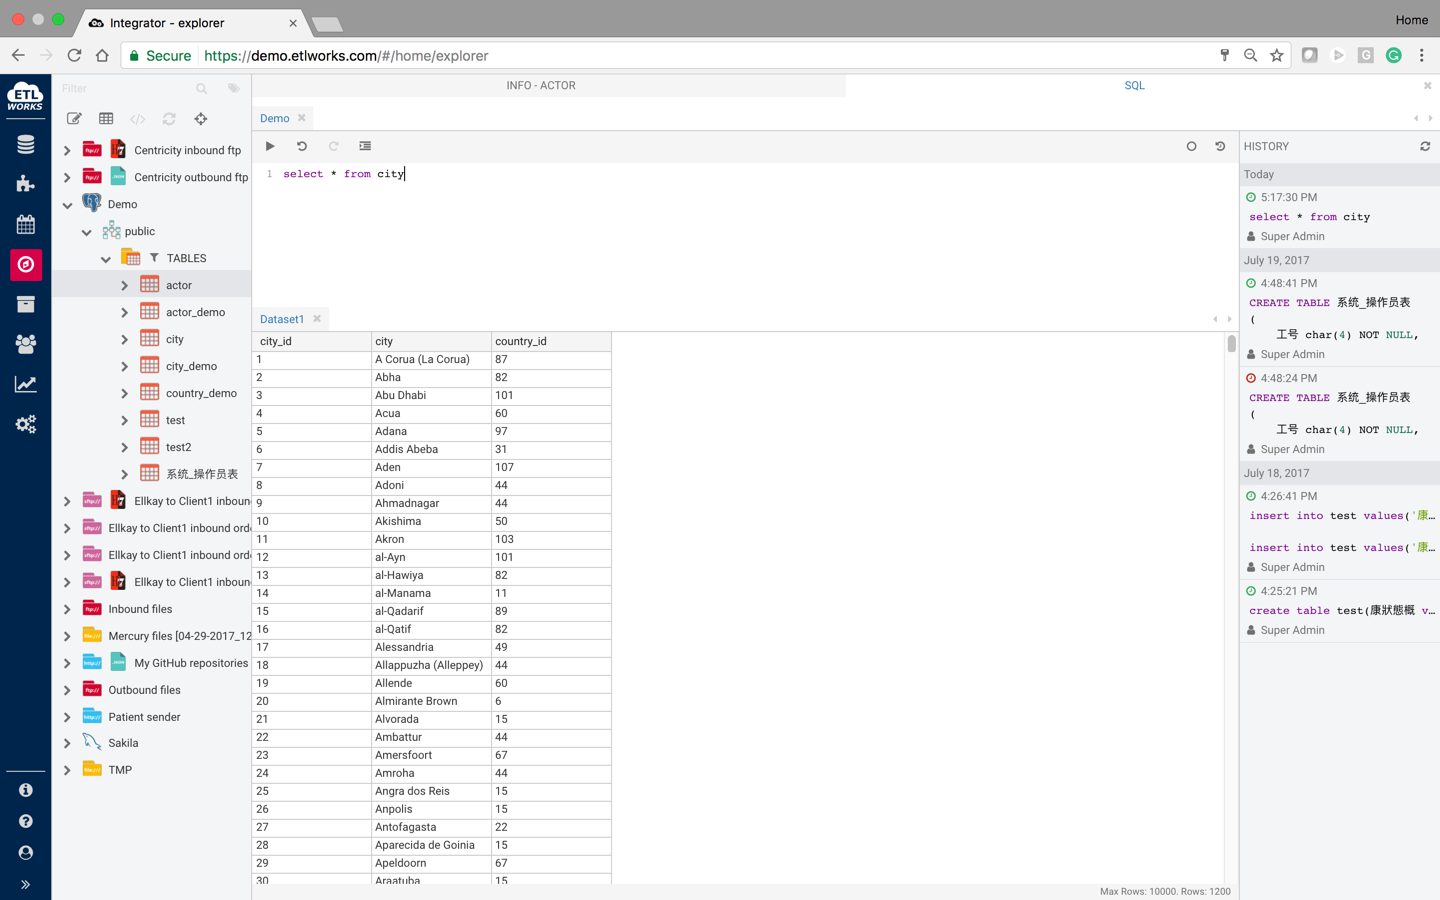 Integrator - explorer
Home
Secure
https://demo.etlworks.com/#/home/explorer
ETL
WORKS
Filter
Centricity inbound ftp
Centricity outbound ftp
Demo
public
TABLES
actor
actor_demo
city
city_demo
country_demo
test
test2
系统_操作员表
Ellkay to Client1 inboun
Ellkay to Client1 inbound ord
Ellkay to Client1 inbound ord
Ellkay to Client1 inboun
Inbound files
Mercury files [04-29-2017_12
My GitHub repositories
Outbound files
Patient sender
Sakila
TMP
INFO - ACTOR
SQL
Demo
1 select * from city
Dataset1
city_id city country_id
1 A Corua (La Corua) 87
2 Abha 82
3 Abu Dhabi 101
4 Acua 60
5 Adana 97
6 Addis Abeba 31
7 Aden 107
8 Adoni 44
9 Ahmadnagar 44
10 Akishima 50
11 Akron 103
12 al-Ayn 101
13 al-Hawiya 82
14 al-Manama 11
15 al-Qadarif 89
16 al-Qatif 82
17 Alessandria 49
18 Allappuzha (Alleppey) 44
19 Allende 60
20 Almirante Brown 6
21 Alvorada 15
22 Ambattur 44
23 Amersfoort 67
24 Amroha 44
25 Angra dos Reis 15
26 Anpolis 15
27 Antofagasta 22
28 Aparecida de Goinia 15
29 Apeldoorn 67
30 Araatuba 15
Max Rows: 10000. Rows: 1200
HISTORY
Today
5:17:30 PM
select * from city
Super Admin
July 19, 2017
4:48:41 PM
CREATE TABLE 系统_操作员表
(
工号 char(4) NOT NULL,
Super Admin
4:48:24 PM
CREATE TABLE 系统_操作员表
(
工号 char(4) NOT NULL,
Super Admin
July 18, 2017
4:26:41 PM
insert into test values('康…
insert into test values('康…
Super Admin
4:25:21 PM
create table test(康狀態概 v…
Super Admin